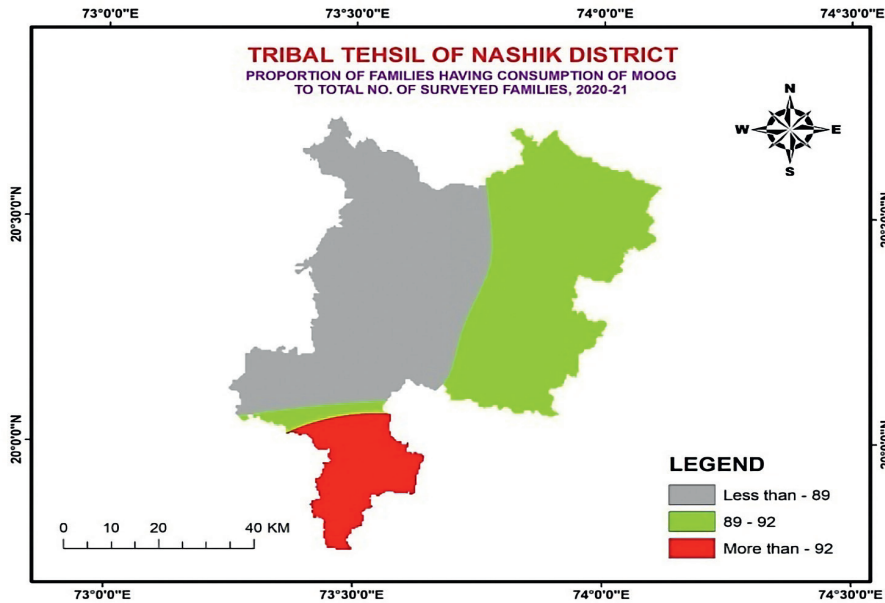 73°0'0"E 73°30'0"E 74°0'0"E 74°30'0"E
TRIBAL TEHSIL OF NASHIK DISTRICT
PROPORTION OF FAMILIES HAVING CONSUMPTION OF MOOG
TO TOTAL NO. OF SURVEYED FAMILIES, 2020-21
N
W E
S
20°30'0"N
20°0'0"N
LEGEND
Less than - 89
89 - 92
More than - 92
0 10 20 40 KM
73°0'0"E 73°30'0"E 74°0'0"E 74°30'0"E